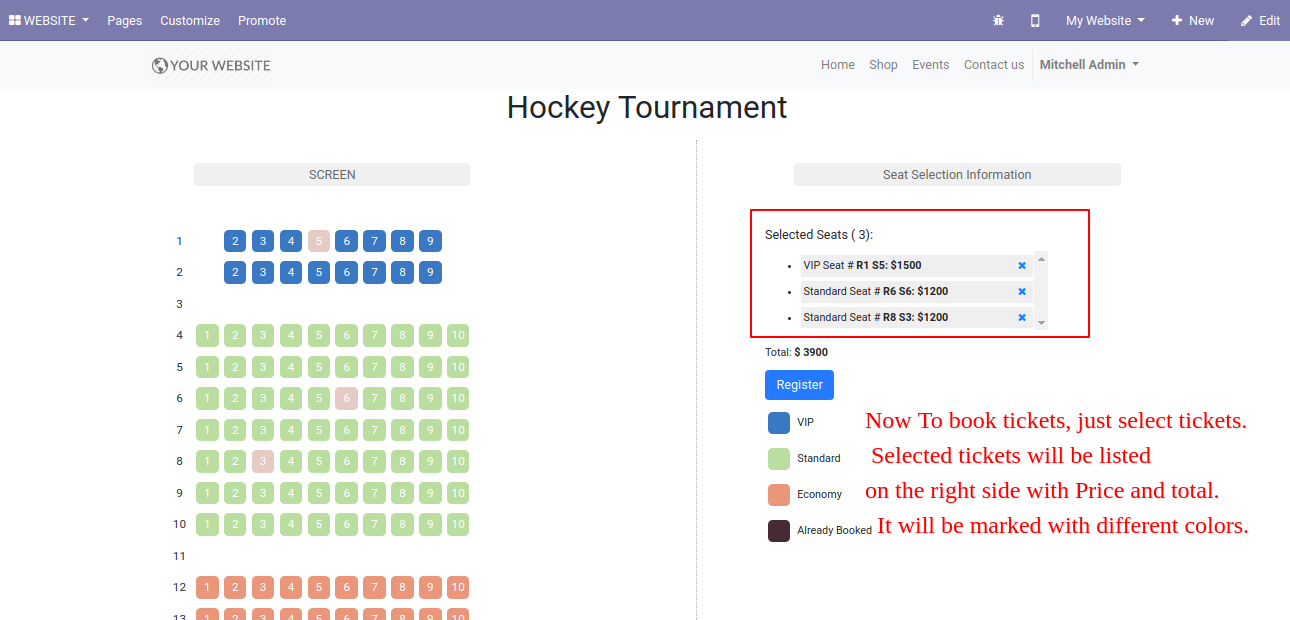 WEBSITE Pages Customize Promote My Website New Edit
YOUR WEBSITE Home Shop Events Contact us Mitchell Admin
Hockey Tournament
SCREEN
1 2 3 4 5 6 7 8 9
2 2 3 4 5 6 7 8 9
3
4 1 2 3 4 5 6 7 8 9 10
5 1 2 3 4 5 6 7 8 9 10
6 1 2 3 4 5 6 7 8 9 10
7 1 2 3 4 5 6 7 8 9 10
8 1 2 3 4 5 6 7 8 9 10
9 1 2 3 4 5 6 7 8 9 10
10 1 2 3 4 5 6 7 8 9 10
11
12 1 2 3 4 5 6 7 8 9 10
13 1 2 3 4 5 6 7 8 9 10
Seat Selection Information
Selected Seats ( 3):
VIP Seat # R1 S5: $1500
Standard Seat # R6 S6: $1200
Standard Seat # R8 S3: $1200
Total: $ 3900
Register
VIP
Standard
Economy
Already Booked
Now To book tickets, just select tickets.
Selected tickets will be listed
on the right side with Price and total.
It will be marked with different colors.